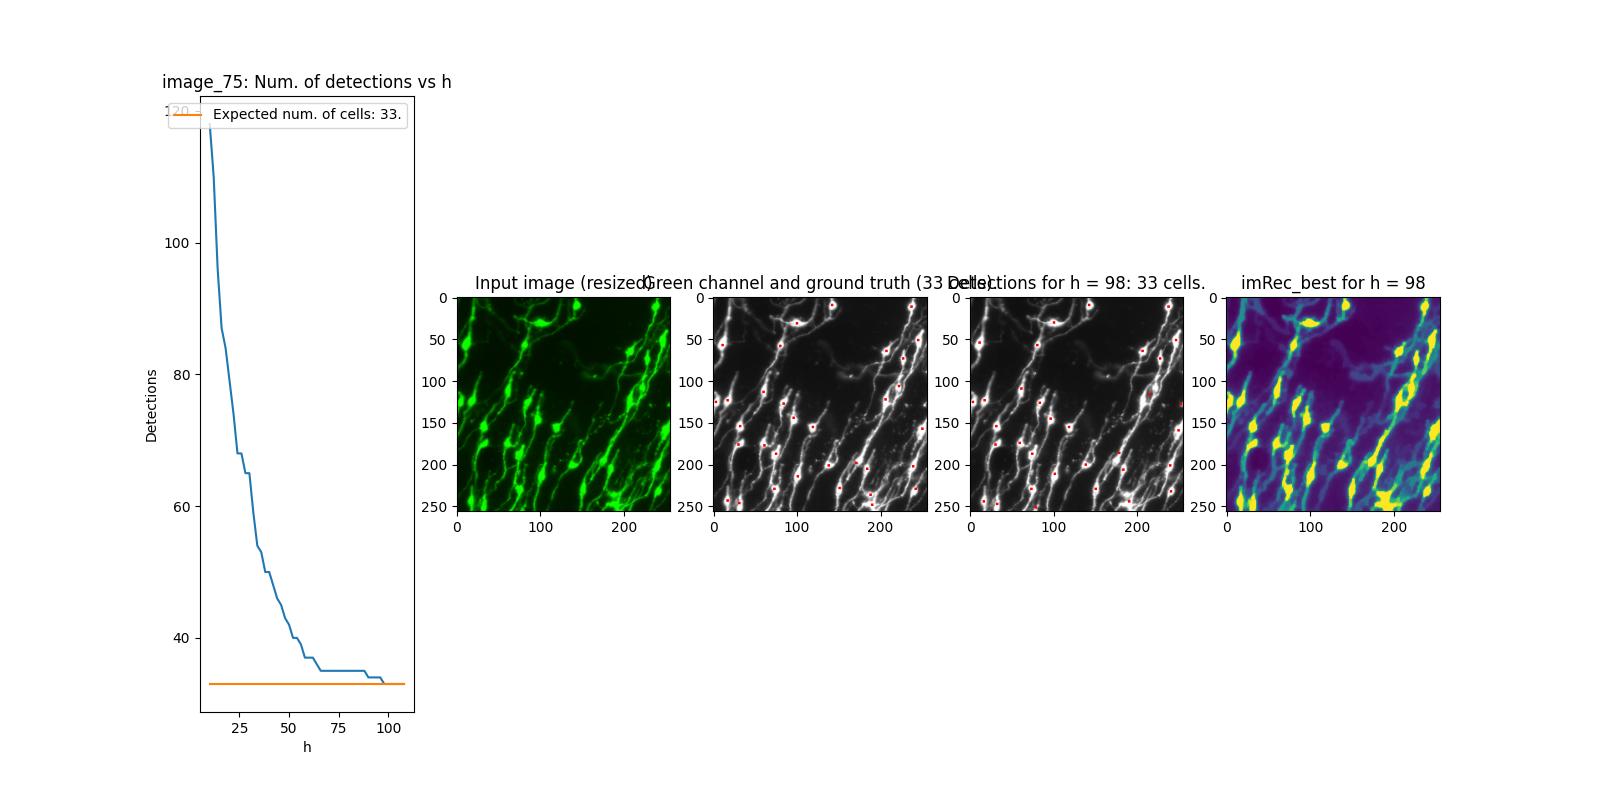 image_75: Num. of detections vs h
Expected num. of cells: 33.
120
100
80
60
40
Detections
25 50 75 100
h
Input image (resized)
0
50
100
150
200
250
0 100 200
Green channel and ground truth (33 cells).
0
50
100
150
200
250
0 100 200
Detections for h = 98: 33 cells.
0
50
100
150
200
250
0 100 200
imRec_best for h = 98
0
50
100
150
200
250
0 100 200